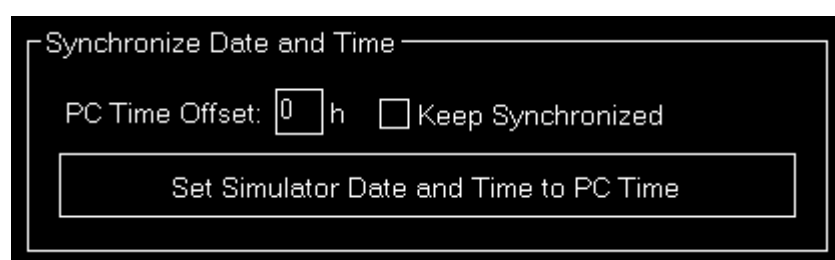 Synchronize Date and Time
PC Time Offset: 0 h Keep Synchronized
Set Simulator Date and Time to PC Time